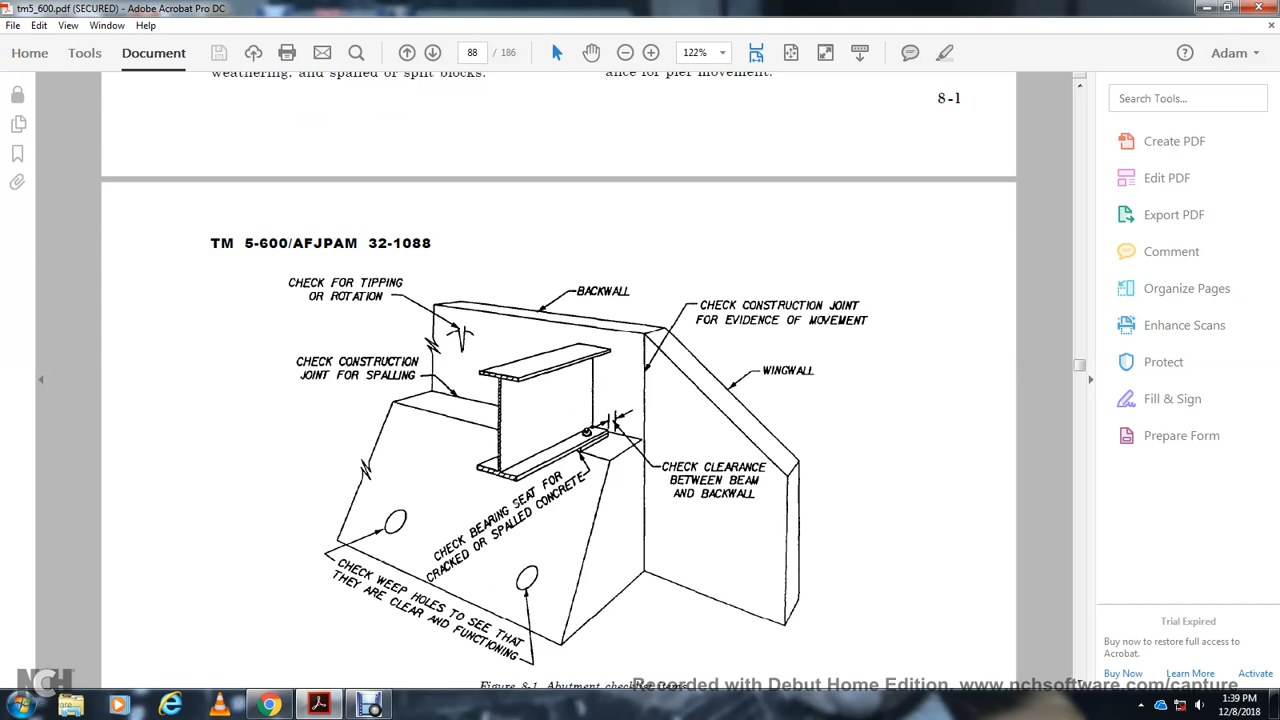 tm5_600.pdf (SECURED) - Adobe Acrobat Pro DC
File Edit View Window Help
Home Tools Document 88 / 186 122% Adam
weathering, and spalled or split blocks.
ance for pier movement.
8-1
Search Tools...
Create PDF
Edit PDF
Export PDF
Comment
Organize Pages
Enhance Scans
Protect
Fill & Sign
Prepare Form
TM 5-600/AFJPAM 32-1088
CHECK FOR TIPPING
OR ROTATION
BACKWALL
CHECK CONSTRUCTION JOINT
FOR EVIDENCE OF MOVEMENT
CHECK CONSTRUCTION
JOINT FOR SPALLING
WINGWALL
CHECK CLEARANCE
BETWEEN BEAM
AND BACKWALL
CHECK BEARING SEAT FOR
CRACKED OR SPALLED CONCRETE
CHECK WEEP HOLES TO SEE THAT
THEY ARE CLEAR AND FUNCTIONING
Figure 8-1. Abutment
Trial Expired
Buy now to restore full access to
Acrobat.
Buy Now Learn More Activate
NCH
Recorded with Debut Home Edition. www.nchsoftware.com/capture
1:39 PM
12/8/2018